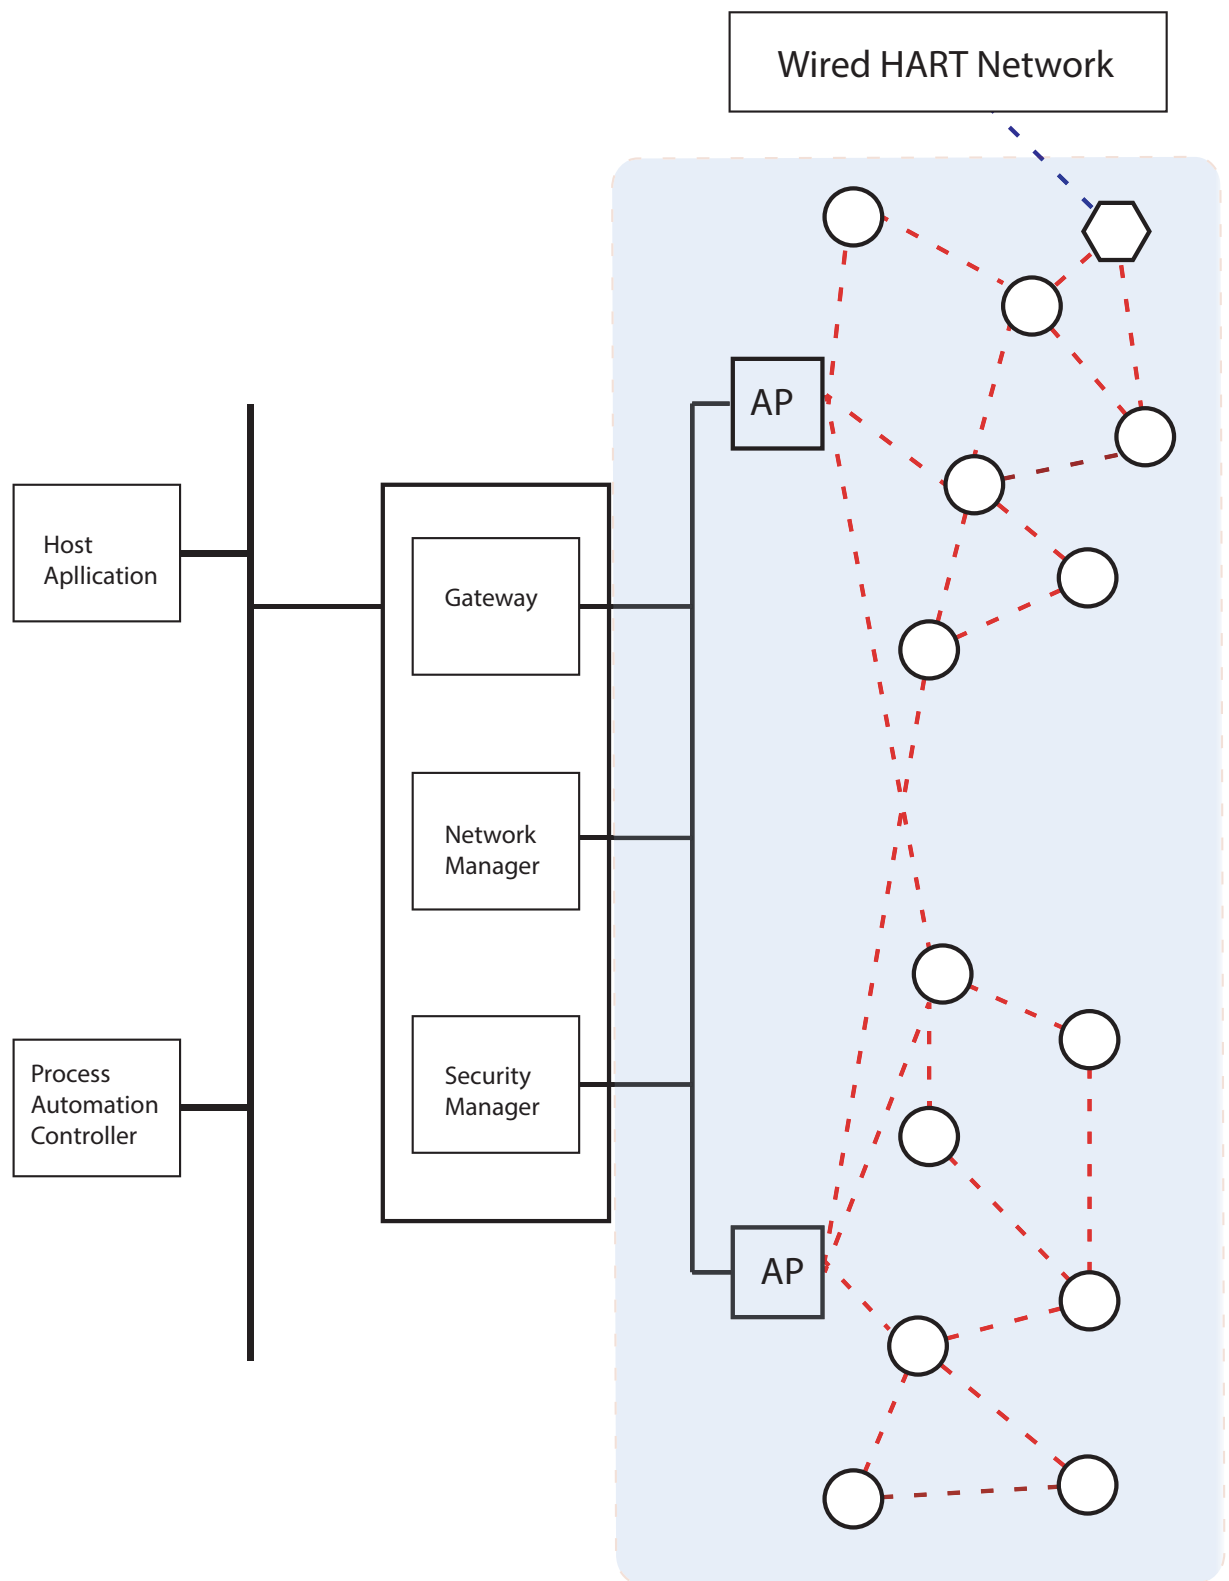 Wired HART Network
AP
Host
Apllication
Gateway
Network
Manager
Security
Manager
Process
Automation
Controller
AP